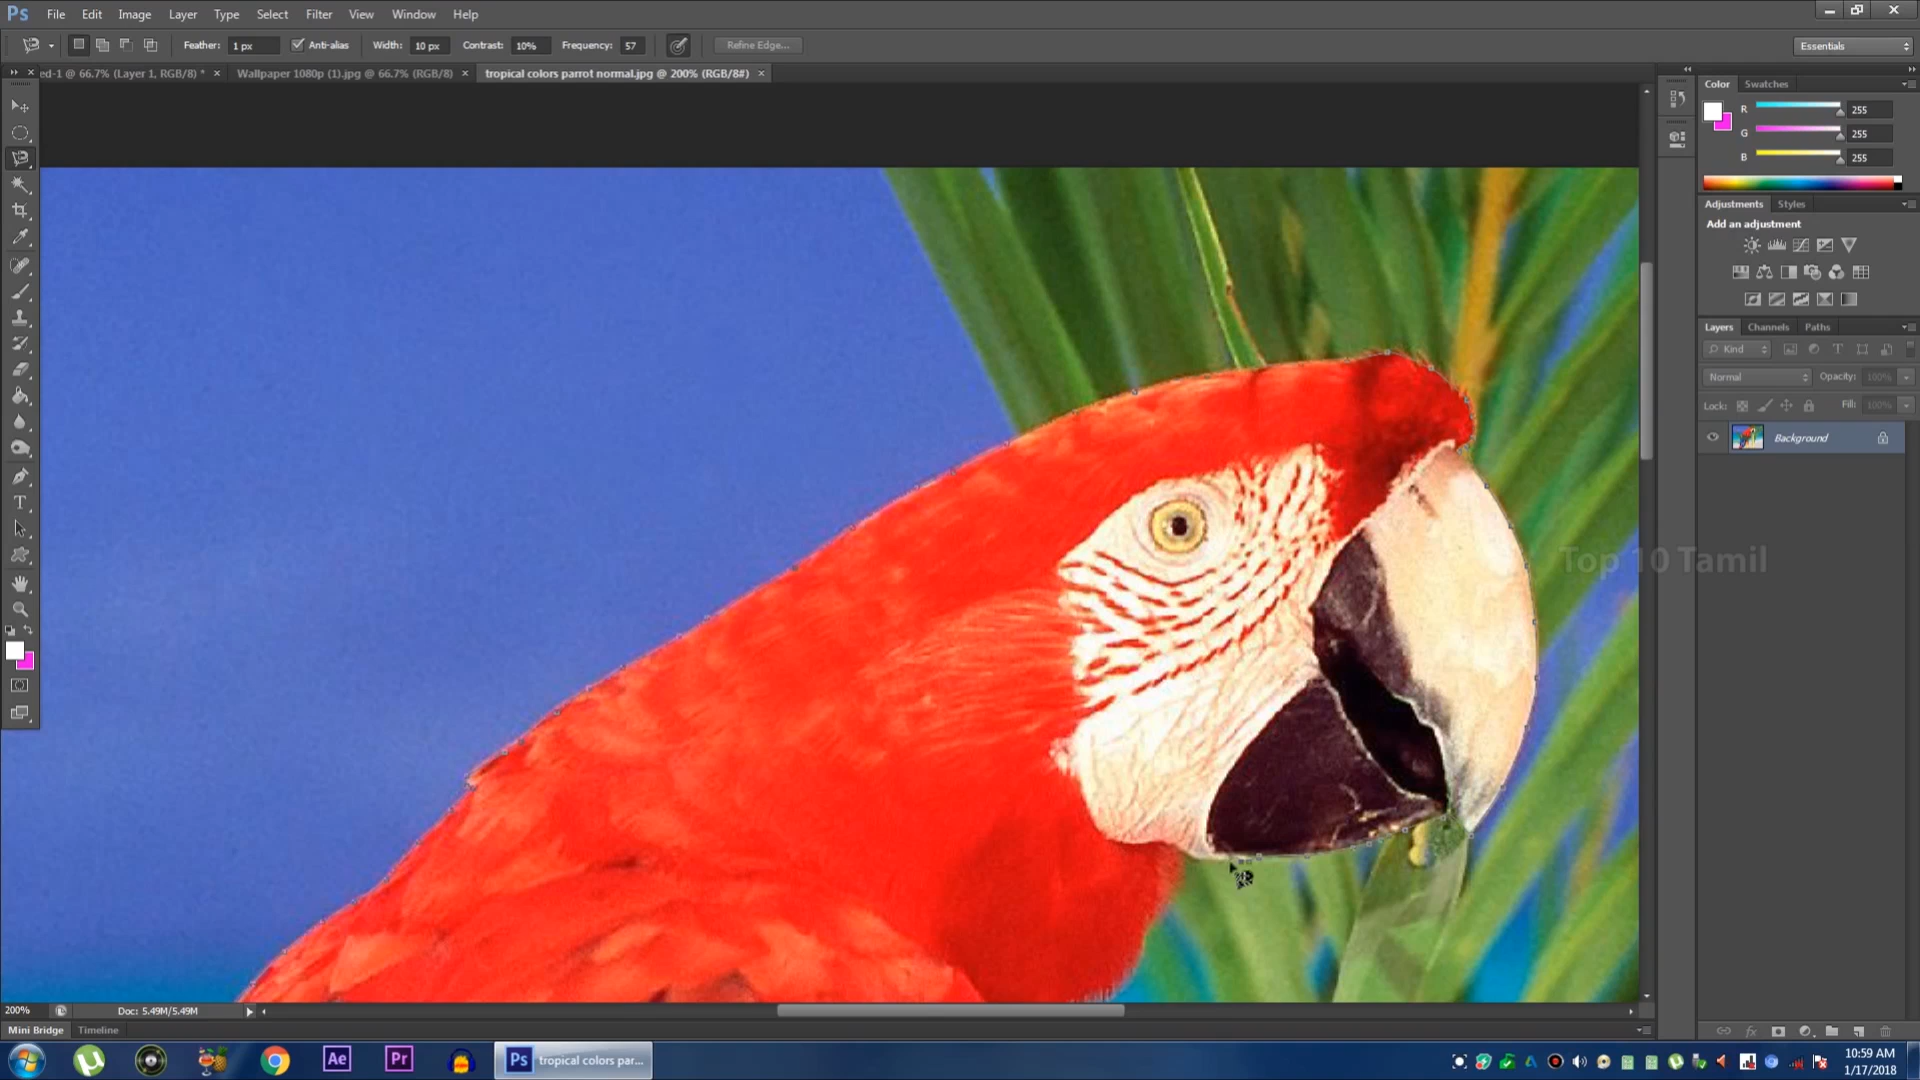 Ps File Edit Image Layer Type Select Filter View Window Help
Feather: 1 px Anti-alias Width: 10 px Contrast: 10% Frequency: 57 Refine Edge... Essentials
ed-1 @ 66.7% (Layer 1, RGB/8) * × Wallpaper 1080p (1).jpg @ 66.7% (RGB/8) × tropical colors parrot normal.jpg @ 200% (RGB/8#) ×
Color Swatches
R 255
G 255
B 255
Adjustments Styles
Add an adjustment
Layers Channels Paths
Kind
Normal Opacity: 100%
Lock: Fill: 100%
Background
Top 10 Tamil
200% Doc: 5.49M/5.49M
Mini Bridge Timeline
Ae Pr Ps tropical colors par...
10:59 AM
1/17/2018